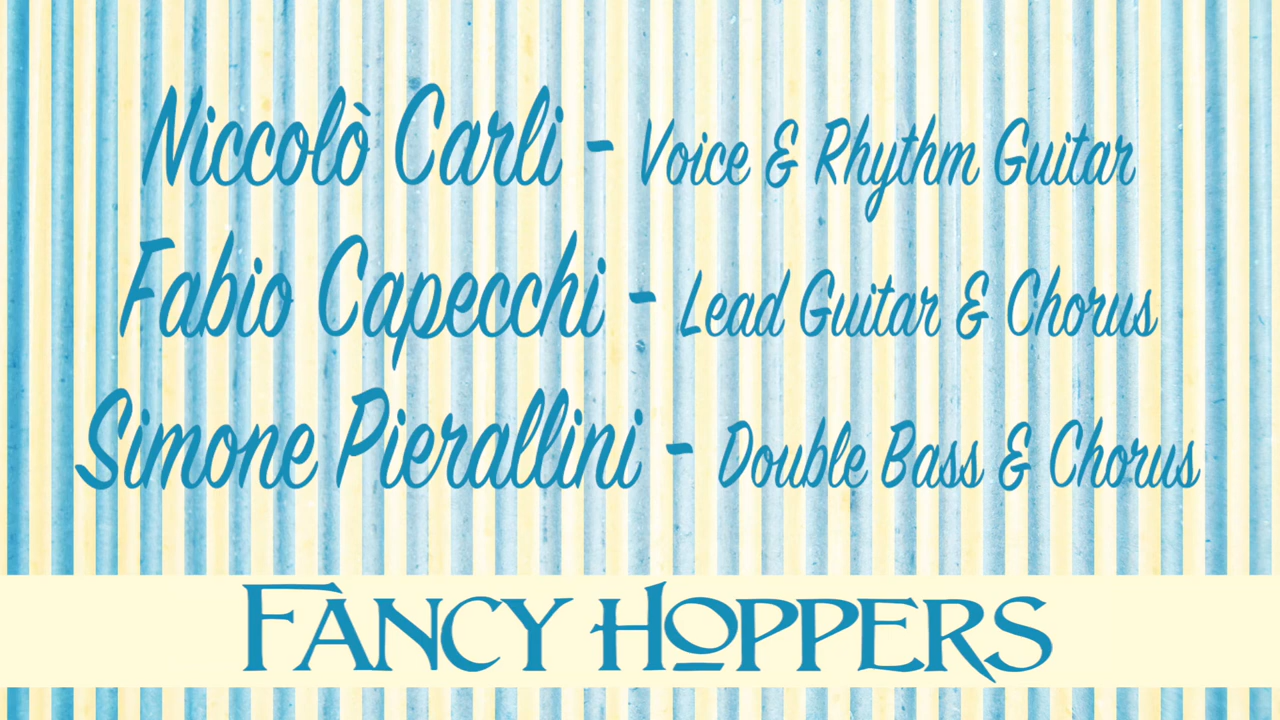 Niccolò Carli - Voice & Rhythm Guitar
Fabio Capecchi - Lead Guitar & Chorus
Simone Pierallini - Double Bass & Chorus
FANCY HOPPERS